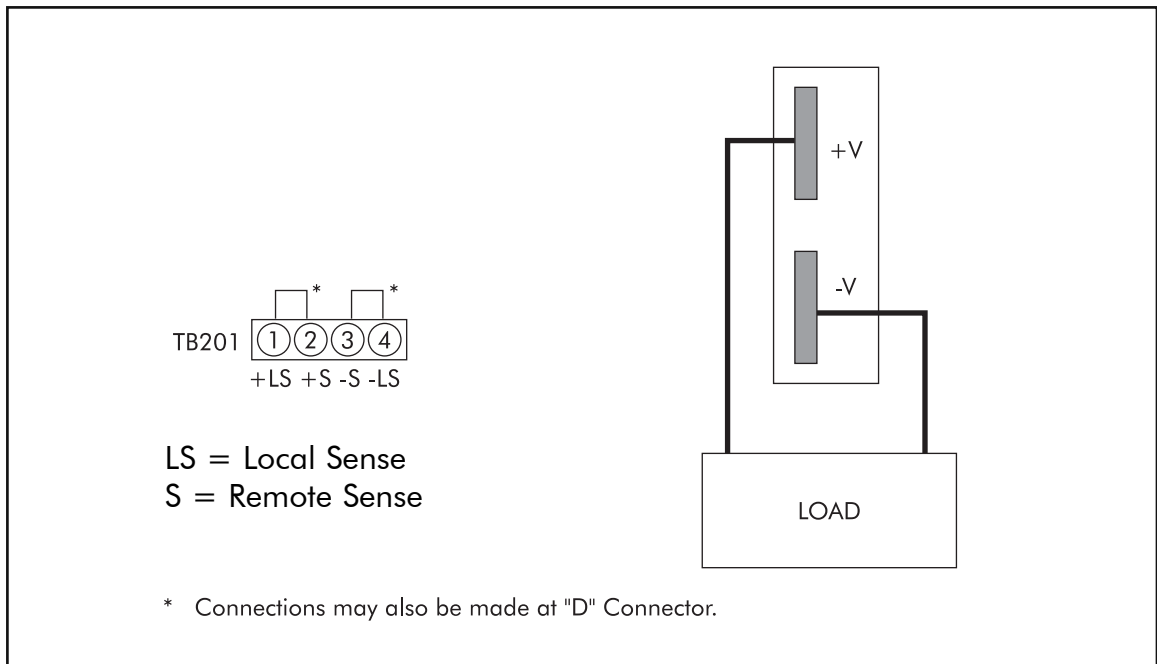 +V
-V
* *
TB201 1 2 3 4
+LS +S -S -LS
LS = Local Sense
S = Remote Sense
LOAD
* Connections may also be made at "D" Connector.